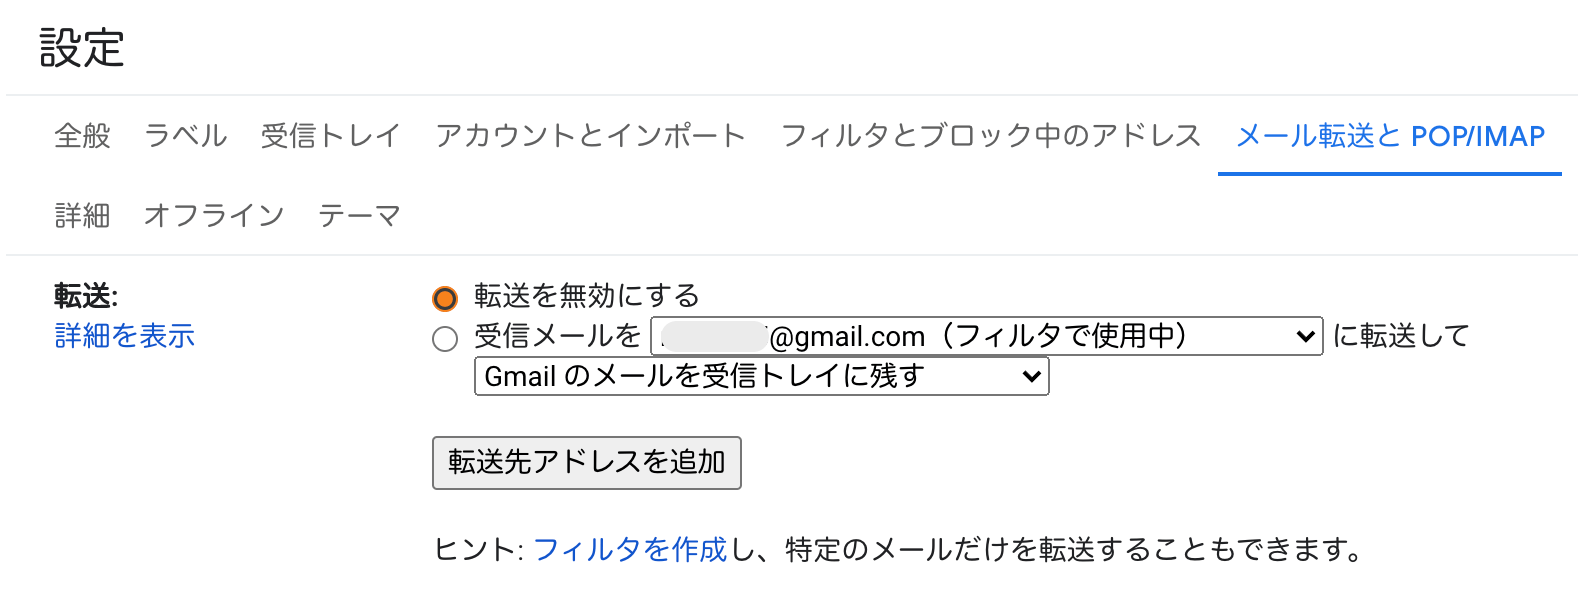 設定
全般 ラベル 受信トレイ アカウントとインポート フィルタとブロック中のアドレス メール転送と POP/IMAP
詳細 オフライン テーマ
転送: 転送を無効にする
詳細を表示 受信メールを @gmail.com（フィルタで使用中） に転送して
Gmail のメールを受信トレイに残す
転送先アドレスを追加
ヒント: フィルタを作成し、特定のメールだけを転送することもできます。